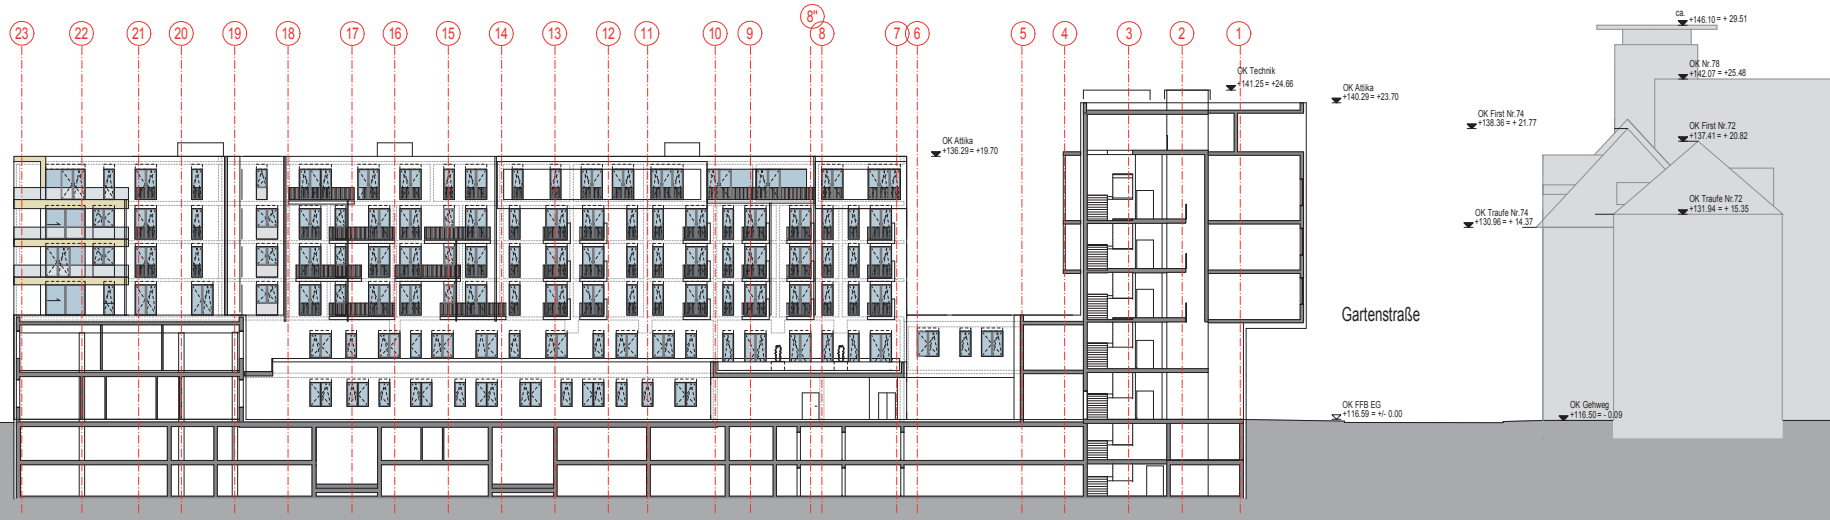 23 22 21 20 19 18 17 16 15 14 13 12 11 10 9 8" 8 7 6 5 4 3 2 1
ca.
+146.10 = + 29.51
OK Nr.78
+142.07 = +25.48
OK Technik
+141.25 = +24.66
OK Attika
+140.29 = +23.70
OK First Nr.74
+138.36 = + 21.77
OK First Nr.72
+137.41 = + 20.82
OK Attika
+136.29 = +19.70
OK Traufe Nr.72
+131.94 = + 15.35
OK Traufe Nr.74
+130.96 = + 14.37
Gartenstraße
OK FFB EG
+116.59 = +/- 0.00
OK Gehweg
+116.50 = - 0.09